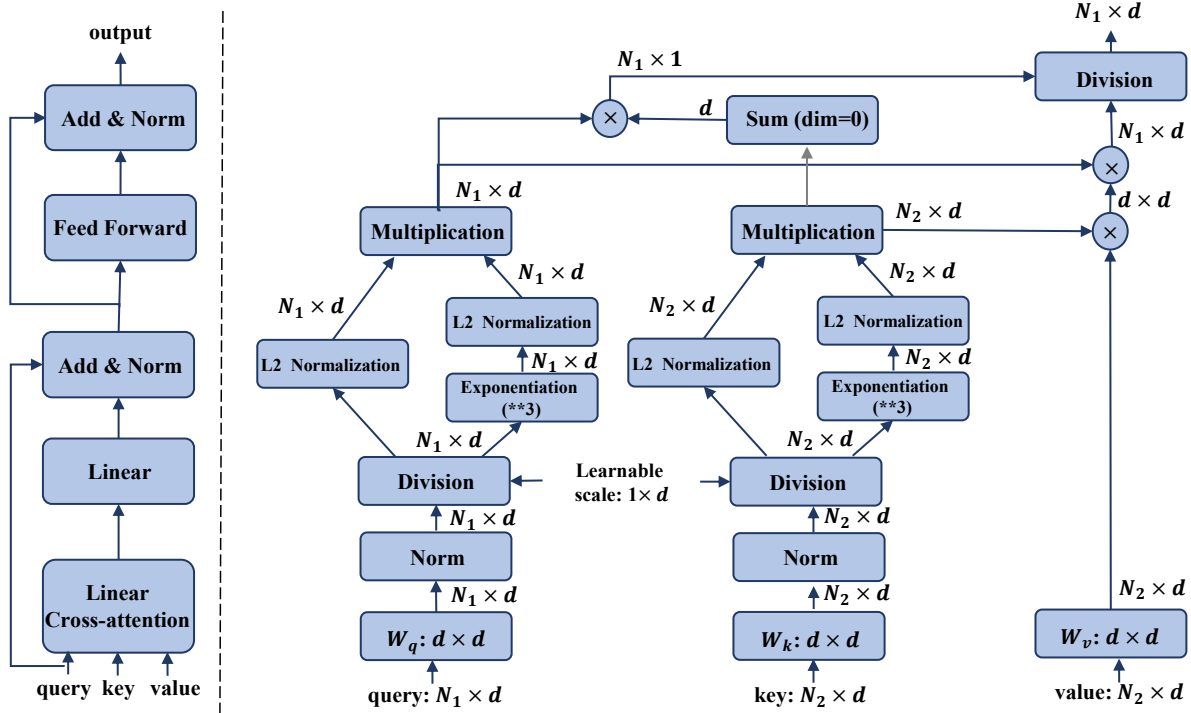 output
Add & Norm
Feed Forward
Add & Norm
Linear
Linear
Cross-attention
query
key
value
N₁ × d
Division
N₁ × 1
×
d
Sum (dim=0)
N₁ × d
×
d × d
×
N₁ × d
Multiplication
N₁ × d
N₁ × d
L2 Normalization
L2 Normalization
N₁ × d
Exponentiation
(**3)
N₁ × d
Division
N₁ × d
Norm
N₁ × d
W_q: d × d
query: N₁ × d
Learnable
scale: 1× d
N₂ × d
Multiplication
N₂ × d
N₂ × d
L2 Normalization
L2 Normalization
N₂ × d
Exponentiation
(**3)
N₂ × d
Division
N₂ × d
Norm
N₂ × d
W_k: d × d
key: N₂ × d
N₂ × d
W_v: d × d
value: N₂ × d